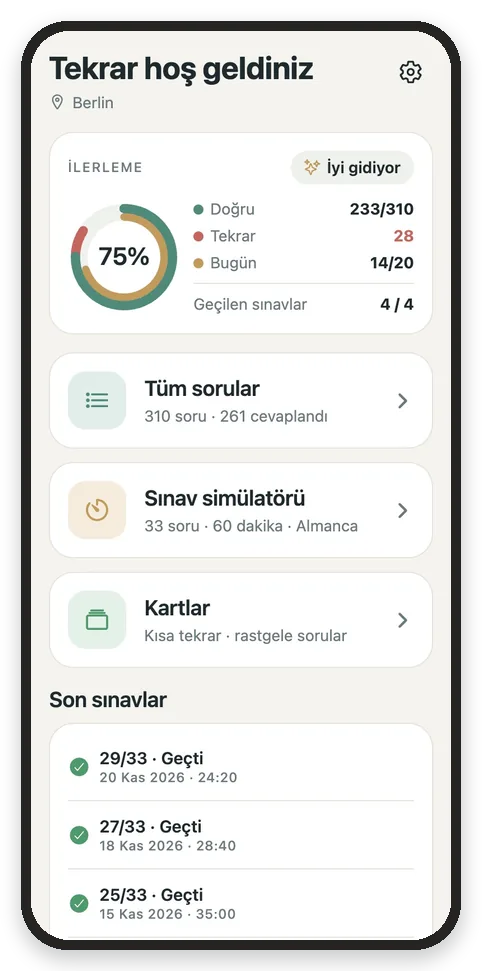 Tekrar hoş geldiniz
Berlin
İLERLEME
İyi gidiyor
75%
Doğru 233/310
Tekrar 28
Bugün 14/20
Geçilen sınavlar 4 / 4
Tüm sorular
310 soru · 261 cevaplandı
Sınav simülatörü
33 soru · 60 dakika · Almanca
Kartlar
Kısa tekrar · rastgele sorular
Son sınavlar
29/33 · Geçti
20 Kas 2026 · 24:20
27/33 · Geçti
18 Kas 2026 · 28:40
25/33 · Geçti
15 Kas 2026 · 35:00